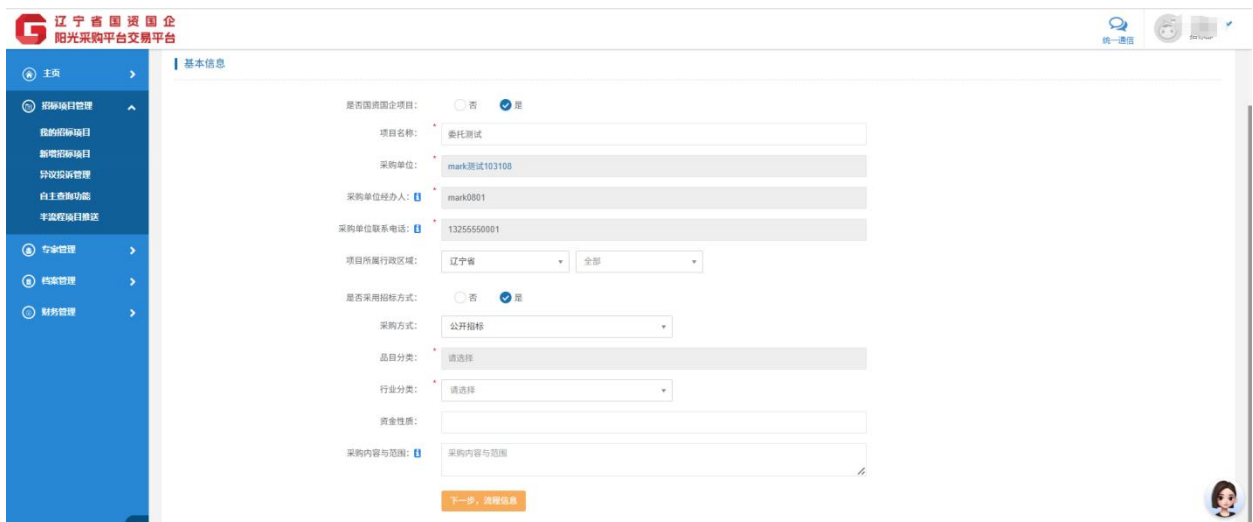 辽宁省国资国企
阳光采购平台交易平台
统一通信
主页
招标项目管理
我的招标项目
新增招标项目
异议投诉管理
自主查询功能
半流程项目推送
专家管理
档案管理
财务管理
基本信息
是否国资国企项目： 否 是
项目名称： * 委托测试
采购单位： * mark测试103108
采购单位经办人： * mark0801
采购单位联系电话： * 13255550001
项目所属行政区域： 辽宁省 全部
是否采用招标方式： 否 是
采购方式： 公开招标
品目分类： * 请选择
行业分类： * 请选择
资金性质：
采购内容与范围： 采购内容与范围
下一步，流程信息